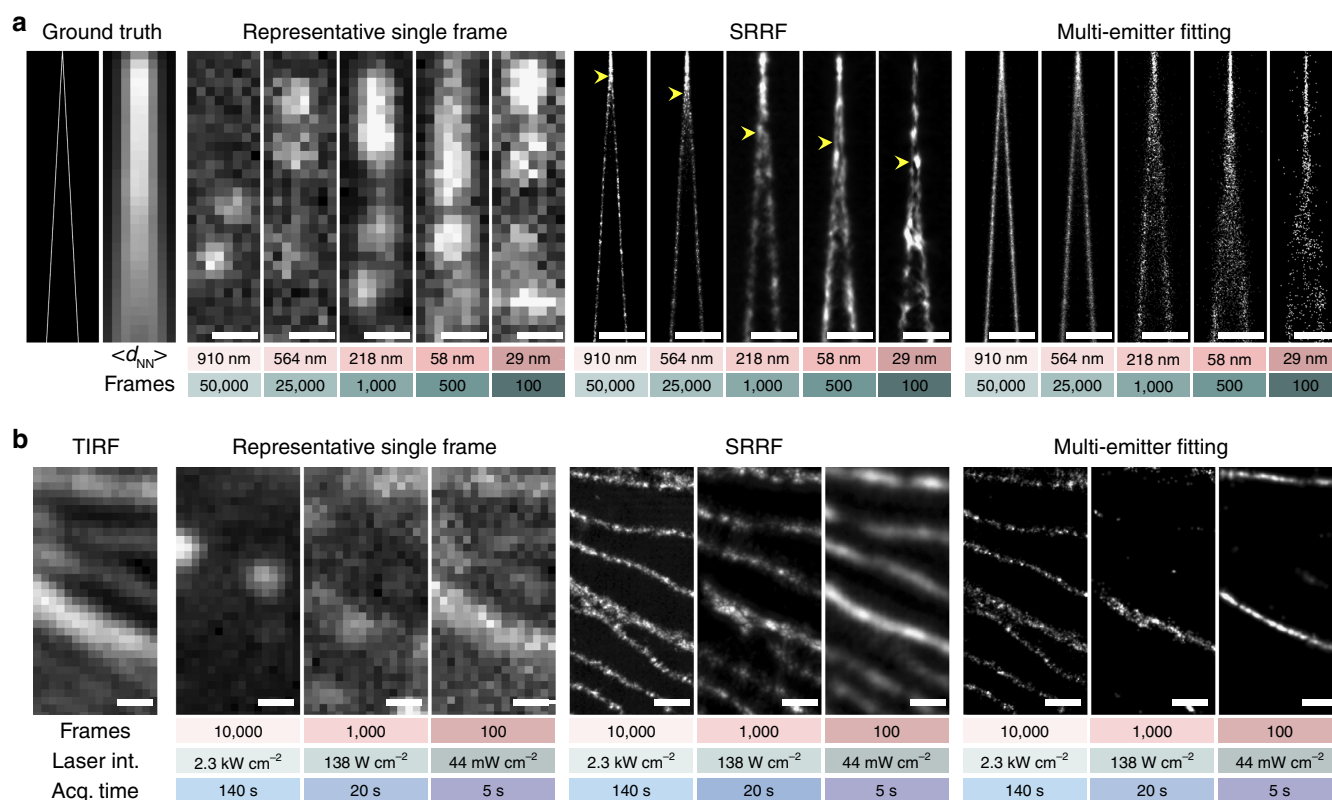 a
Ground truth
Representative single frame
SRRF
Multi-emitter fitting
<d_NN>
910 nm 564 nm 218 nm 58 nm 29 nm
910 nm 564 nm 218 nm 58 nm 29 nm
910 nm 564 nm 218 nm 58 nm 29 nm
Frames
50,000 25,000 1,000 500 100
50,000 25,000 1,000 500 100
50,000 25,000 1,000 500 100
b
TIRF
Representative single frame
SRRF
Multi-emitter fitting
Frames
10,000 1,000 100
10,000 1,000 100
10,000 1,000 100
Laser int.
2.3 kW cm⁻² 138 W cm⁻² 44 mW cm⁻²
2.3 kW cm⁻² 138 W cm⁻² 44 mW cm⁻²
2.3 kW cm⁻² 138 W cm⁻² 44 mW cm⁻²
Acq. time
140 s 20 s 5 s
140 s 20 s 5 s
140 s 20 s 5 s